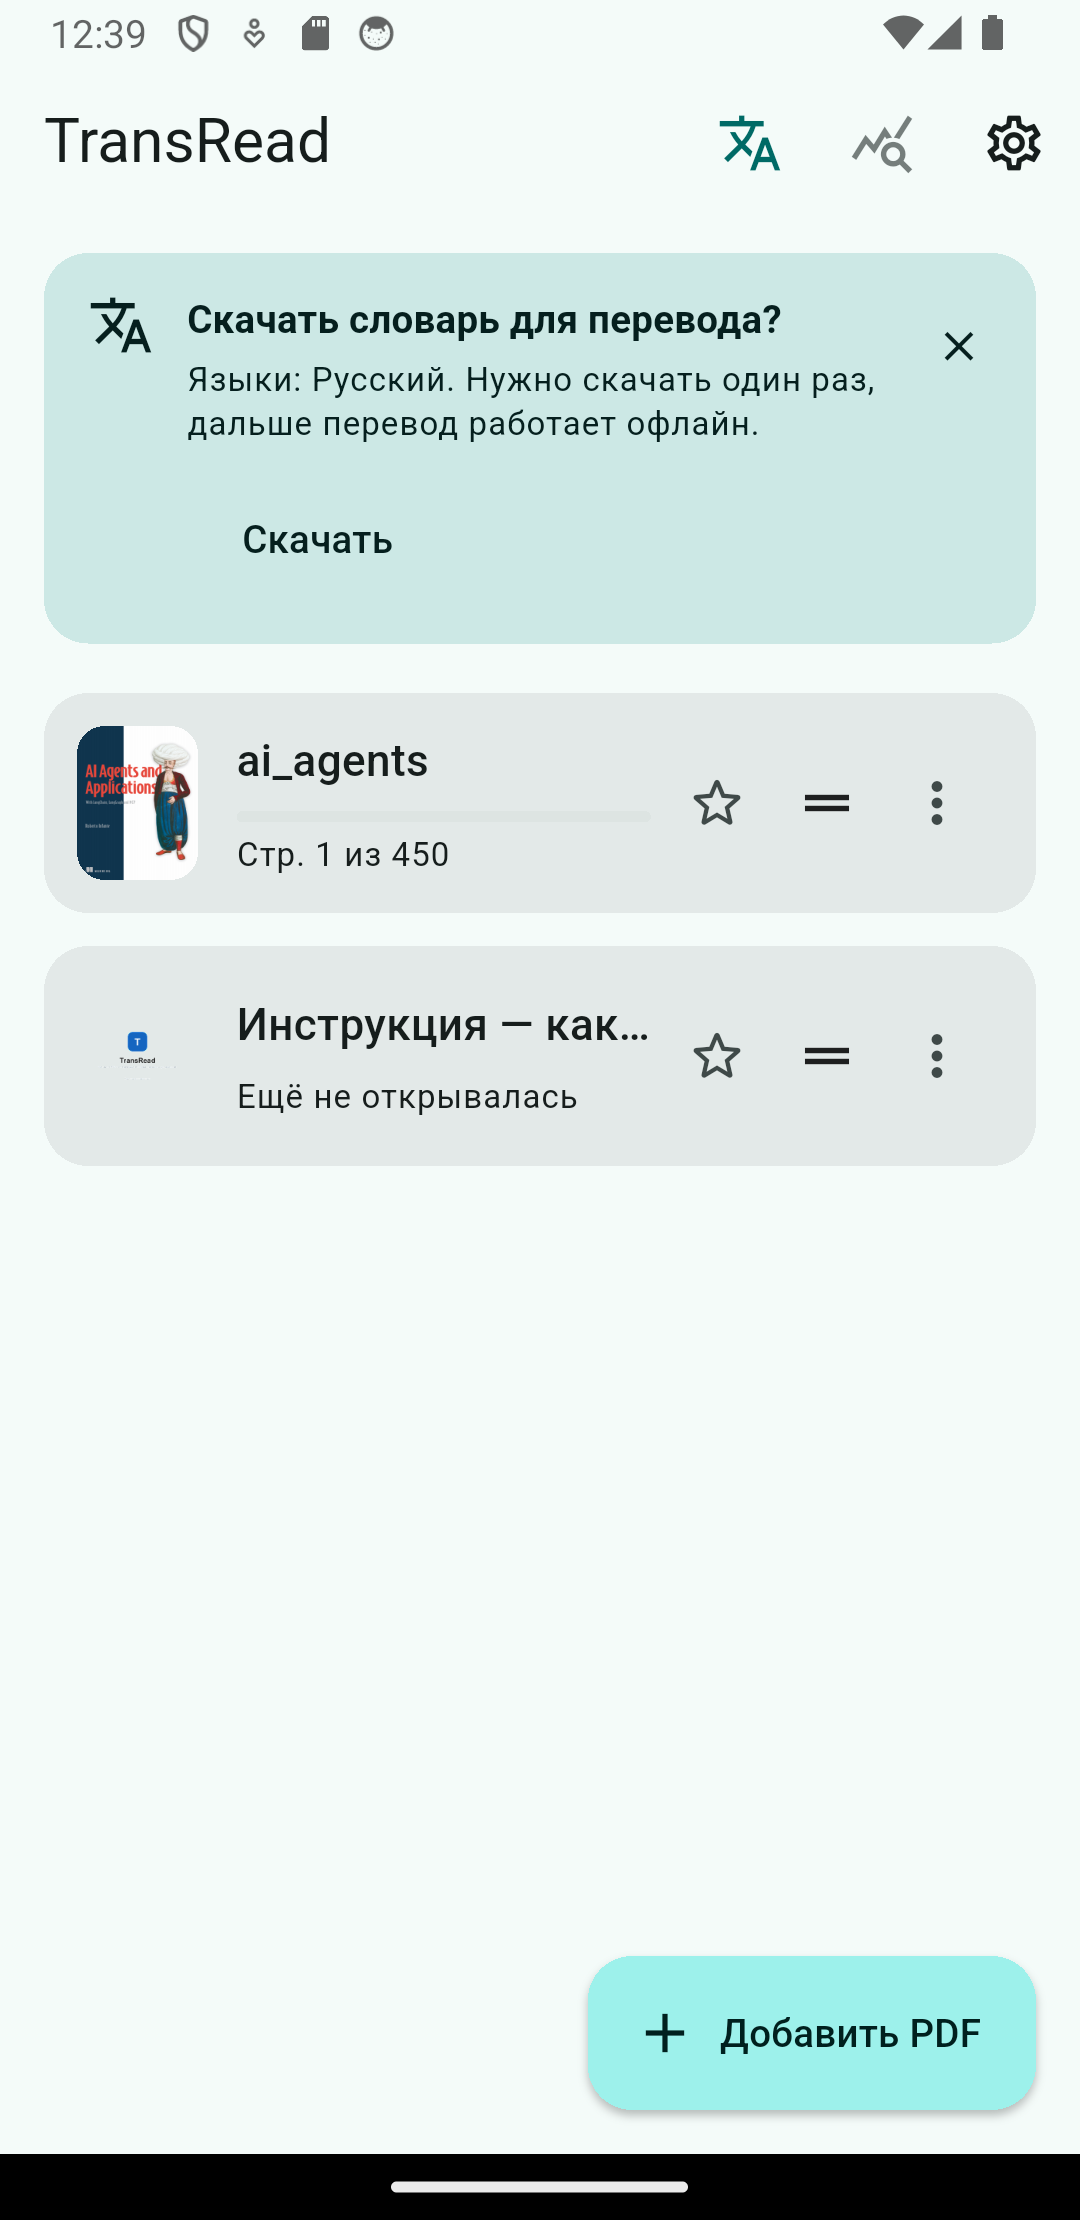 12:39
TransRead
Скачать словарь для перевода?
Языки: Русский. Нужно скачать один раз,
дальше перевод работает офлайн.
Скачать
AI Agents and
Applications
ai_agents
Стр. 1 из 450
T
TransRead
Инструкция — как…
Ещё не открывалась
Добавить PDF